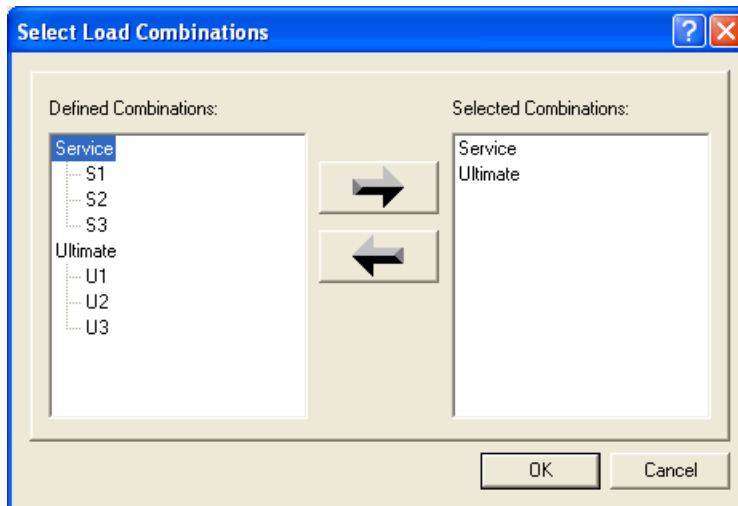 Select Load Combinations
Defined Combinations:
Service
S1
S2
S3
Ultimate
U1
U2
U3
Selected Combinations:
Service
Ultimate
OK
Cancel